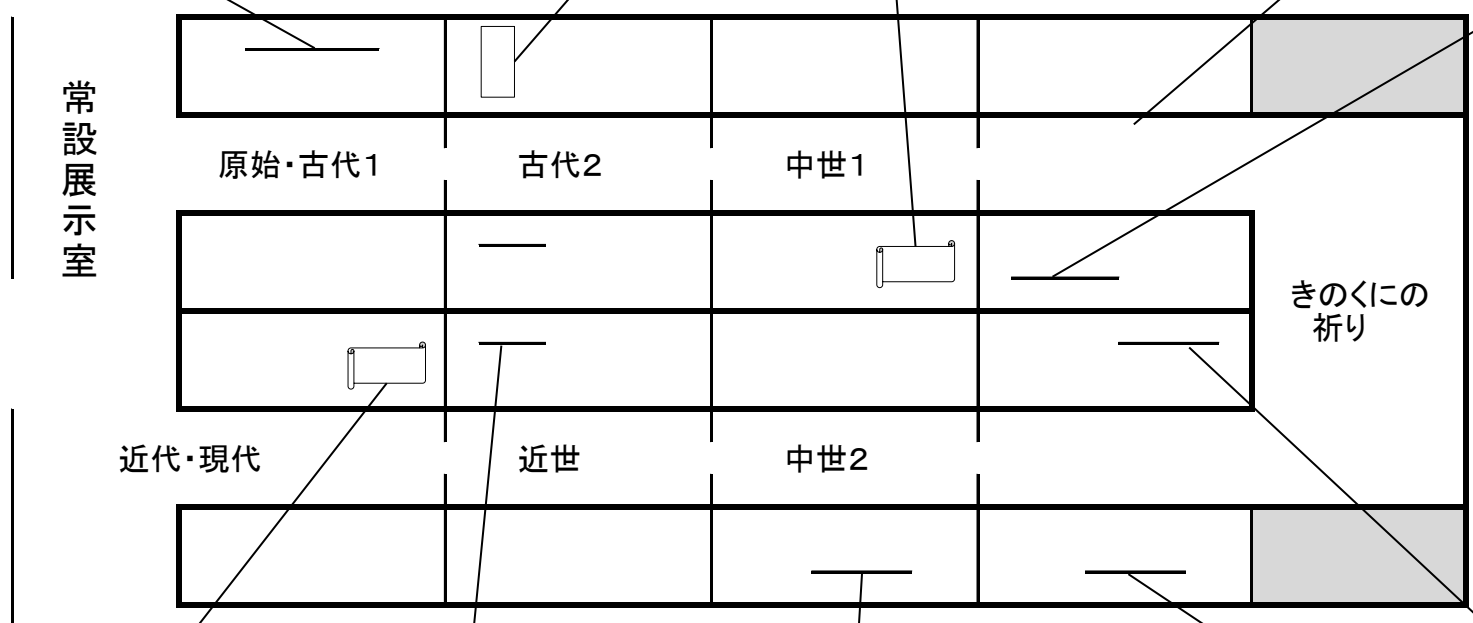 常設展示室
原始・古代1
古代2
中世1
きのくにの
祈り
近代・現代
近世
中世2